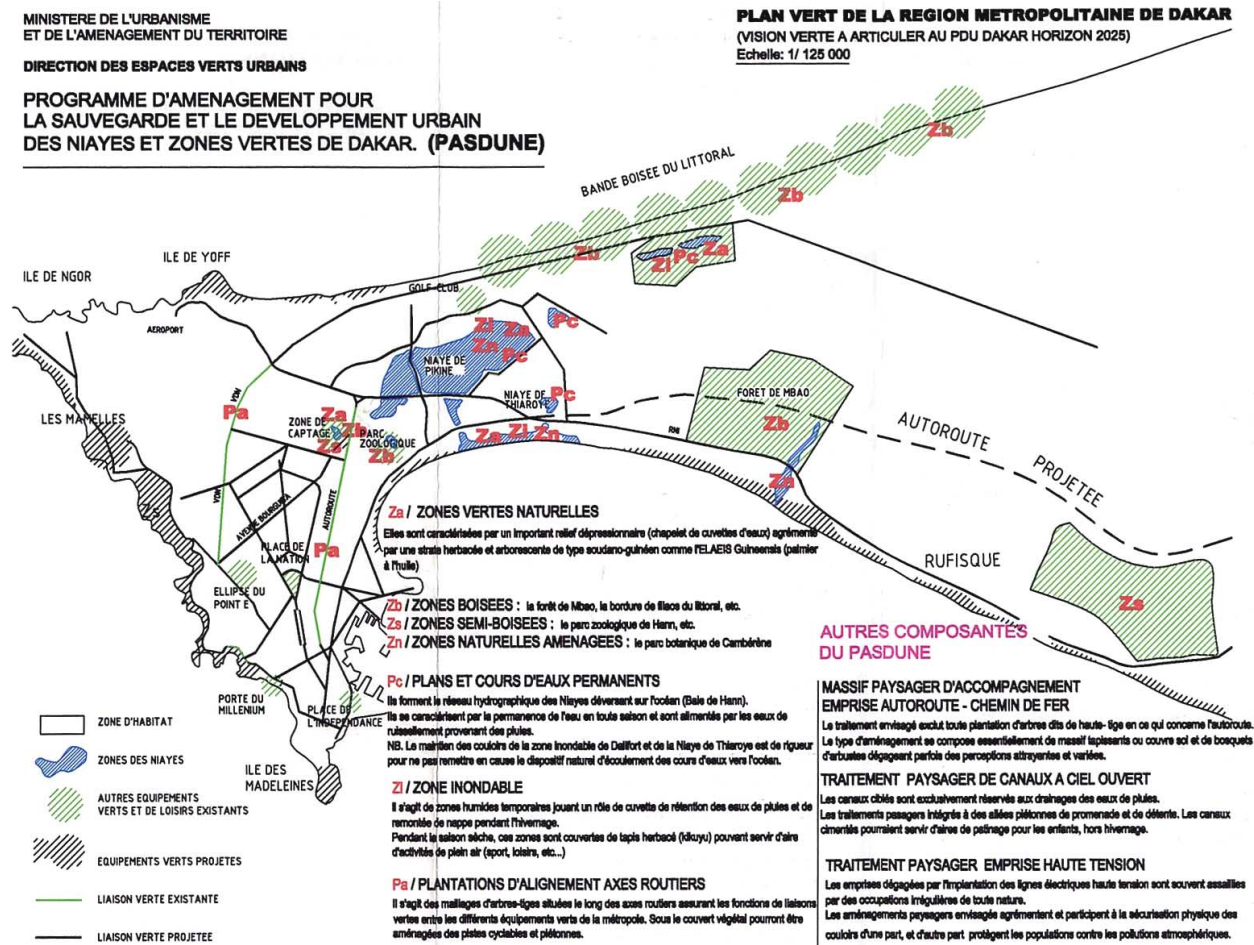 MINISTERE DE L'URBANISME
ET DE L'AMENAGEMENT DU TERRITOIRE
DIRECTION DES ESPACES VERTS URBAINS
PROGRAMME D'AMENAGEMENT POUR
LA SAUVEGARDE ET LE DEVELOPPEMENT URBAIN
DES NIAYES ET ZONES VERTES DE DAKAR. (PASDUNE)
PLAN VERT DE LA REGION METROPOLITAINE DE DAKAR
(VISION VERTE A ARTICULER AU PDU DAKAR HORIZON 2025)
Echelle: 1/ 125 000
Zb
BANDE BOISEE DU LITTORAL
Zb
Zb
Zi Pc Za
ILE DE YOFF
ILE DE NGOR
GOLF-CLUB
AEROPORT
Zi Za
Pc
Zn
Pc
NIAYE DE
PIKINE
NIAYE DE
THIAROYE
Pc
FORET DE MBAO
Zb
AUTOROUTE
PROJETEE
LES MAMELLES
VDN
Pa
Za
ZONE DE
CAPTAGE
Zb
Zs
PARC
ZOOLOGIQUE
Zb
Za Zi Zn
RNI
Zn
VDN
AVENUE BOURGUIBA
AUTOROUTE
PLACE DE
LA NATION
Pa
ELLIPSE DU
POINT E
RUFISQUE
Zs
PORTE DU
MILLENIUM
PLACE DE
L'INDEPENDANCE
ILE DES
MADELEINES
Za / ZONES VERTES NATURELLES
Elles sont caractérisées par un important relief dépressionnaire (chapelet de cuvettes d'eaux) agrémenté
par une strate herbacée et arborescente de type soudano-guinéen comme l'ELAEIS Guineensis (palmier
à l'huile)
Zb / ZONES BOISEES : la forêt de Mbao, la bordure de filaos du littoral, etc.
Zs / ZONES SEMI-BOISEES : le parc zoologique de Hann, etc.
Zn / ZONES NATURELLES AMENAGEES : le parc botanique de Cambérène
Pc / PLANS ET COURS D'EAUX PERMANENTS
Ils forment le réseau hydrographique des Niayes déversant sur l'océan (Baie de Hann).
Ils se caractérisent par la permanence de l'eau en toute saison et sont alimentés par les eaux de
ruissellement provenant des pluies.
NB. Le maintien des couloirs de la zone inondable de Dalifort et de la Niaye de Thiaroye est de rigueur
pour ne pas remettre en cause le dispositif naturel d'écoulement des cours d'eaux vers l'océan.
Zi / ZONE INONDABLE
Il s'agit de zones humides temporaires jouant un rôle de cuvette de rétention des eaux de pluies et de
remontée de nappe pendant l'hivernage.
Pendant la saison sèche, ces zones sont couvertes de tapis herbacé (kikuyu) pouvant servir d'aire
d'activités de plein air (sport, loisirs, etc...)
Pa / PLANTATIONS D'ALIGNEMENT AXES ROUTIERS
Il s'agit des maillages d'arbres-tiges situées le long des axes routiers assurant les fonctions de liaisons
vertes entre les différents équipements verts de la métropole. Sous le couvert végétal pourront être
aménagées des pistes cyclables et piétonnes.
AUTRES COMPOSANTES
DU PASDUNE
MASSIF PAYSAGER D'ACCOMPAGNEMENT
EMPRISE AUTOROUTE - CHEMIN DE FER
Le traitement envisagé exclut toute plantation d'arbres dits de haute- tige en ce qui concerne l'autoroute.
Le type d'aménagement se compose essentiellement de massif tapissants ou couvre sol et de bosquets
d'arbustes dégageant parfois des perceptions attrayantes et variées.
TRAITEMENT PAYSAGER DE CANAUX A CIEL OUVERT
Les canaux ciblés sont exclusivement réservés aux drainages des eaux de pluies.
Les traitements pasagers intégrés à des allées piétonnes de promenade et de détente. Les canaux
cimentés pourraient servir d'aires de patinage pour les enfants, hors hivernage.
TRAITEMENT PAYSAGER EMPRISE HAUTE TENSION
Les emprises dégagées par l'implantation des lignes électriques haute tension sont souvent assaillies
par des occupations irrégulières de toute nature.
Les aménagements paysagers envisagés agrémentent et participent à la sécurisation physique des
couloirs d'une part, et d'autre part protègent les populations contre les pollutions atmosphériques.
ZONE D'HABITAT
ZONES DES NIAYES
AUTRES EQUIPEMENTS
VERTS ET DE LOISIRS EXISTANTS
EQUIPEMENTS VERTS PROJETES
LIAISON VERTE EXISTANTE
LIAISON VERTE PROJETEE